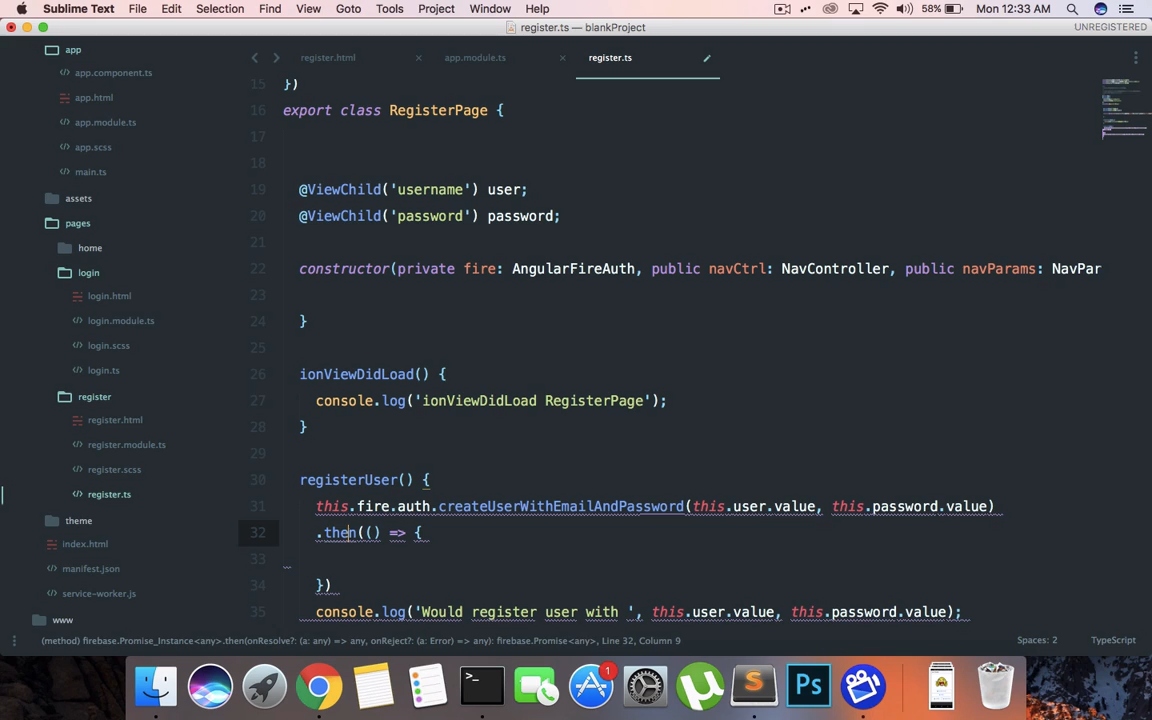 Sublime Text File Edit Selection Find View Goto Tools Project Window Help 58% Mon 12:33 AM
register.ts — blankProject UNREGISTERED
app
app.component.ts
app.html
app.module.ts
app.scss
main.ts
assets
pages
home
login
login.html
login.module.ts
login.scss
login.ts
register
register.html
register.module.ts
register.scss
register.ts
theme
index.html
manifest.json
service-worker.js
www
register.html × app.module.ts × register.ts
15 })
16 export class RegisterPage {
17
18
19 @ViewChild('username') user;
20 @ViewChild('password') password;
21
22 constructor(private fire: AngularFireAuth, public navCtrl: NavController, public navParams: NavPar
23
24 }
25
26 ionViewDidLoad() {
27 console.log('ionViewDidLoad RegisterPage');
28 }
29
30 registerUser() {
31 this.fire.auth.createUserWithEmailAndPassword(this.user.value, this.password.value)
32 .then(() => {
33
34 })
35 console.log('Would register user with ', this.user.value, this.password.value);
(method) firebase.Promise_Instance<any>.then(onResolve?: (a: any) => any, onReject?: (a: Error) => any): firebase.Promise<any>, Line 32, Column 9 Spaces: 2 TypeScript
>_
1
µ
S
Ps